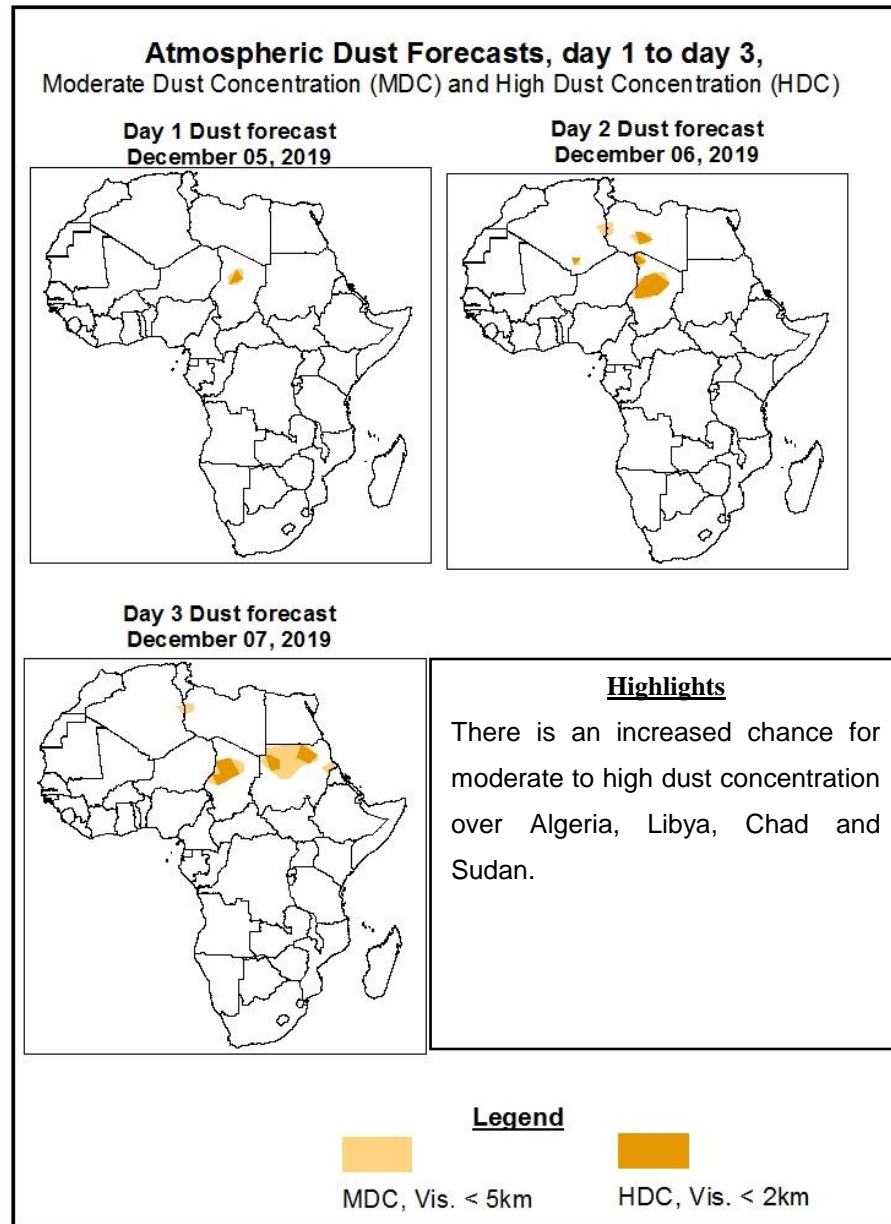 Atmospheric Dust Forecasts, day 1 to day 3,
Moderate Dust Concentration (MDC) and High Dust Concentration (HDC)
Day 1 Dust forecast
December 05, 2019
Day 2 Dust forecast
December 06, 2019
Day 3 Dust forecast
December 07, 2019
Highlights
There is an increased chance for
moderate to high dust concentration
over Algeria, Libya, Chad and
Sudan.
Legend
MDC, Vis. < 5km
HDC, Vis. < 2km